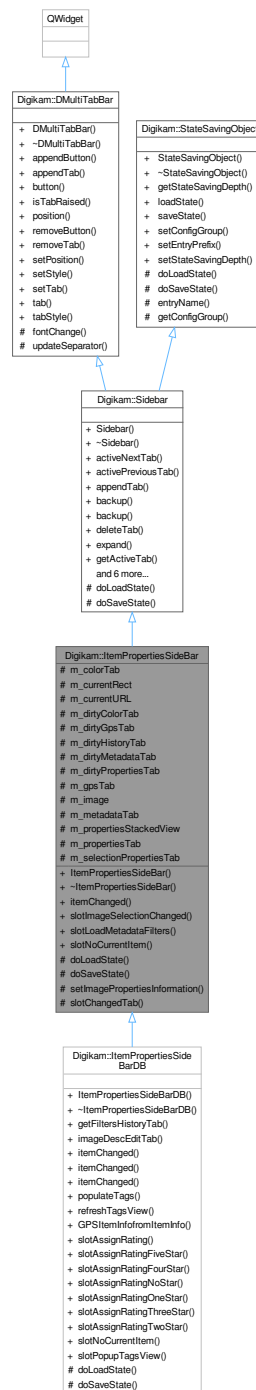 QWidget
Digikam::DMultiTabBar
+ DMultiTabBar()
+ ~DMultiTabBar()
+ appendButton()
+ appendTab()
+ button()
+ isTabRaised()
+ position()
+ removeButton()
+ removeTab()
+ setPosition()
+ setStyle()
+ setTab()
+ tab()
+ tabStyle()
# fontChange()
# updateSeparator()
Digikam::StateSavingObject
+ StateSavingObject()
+ ~StateSavingObject()
+ getStateSavingDepth()
+ loadState()
+ saveState()
+ setConfigGroup()
+ setEntryPrefix()
+ setStateSavingDepth()
# doLoadState()
# doSaveState()
# entryName()
# getConfigGroup()
Digikam::Sidebar
+ Sidebar()
+ ~Sidebar()
+ activeNextTab()
+ activePreviousTab()
+ appendTab()
+ backup()
+ backup()
+ deleteTab()
+ expand()
+ getActiveTab()
and 6 more...
# doLoadState()
# doSaveState()
Digikam::ItemPropertiesSideBar
# m_colorTab
# m_currentRect
# m_currentURL
# m_dirtyColorTab
# m_dirtyGpsTab
# m_dirtyHistoryTab
# m_dirtyMetadataTab
# m_dirtyPropertiesTab
# m_gpsTab
# m_image
# m_metadataTab
# m_propertiesStackedView
# m_propertiesTab
# m_selectionPropertiesTab
+ ItemPropertiesSideBar()
+ ~ItemPropertiesSideBar()
+ itemChanged()
+ slotImageSelectionChanged()
+ slotLoadMetadataFilters()
+ slotNoCurrentItem()
# doLoadState()
# doSaveState()
# setImagePropertiesInformation()
# slotChangedTab()
Digikam::ItemPropertiesSide
BarDB
+ ItemPropertiesSideBarDB()
+ ~ItemPropertiesSideBarDB()
+ getFiltersHistoryTab()
+ imageDescEditTab()
+ itemChanged()
+ itemChanged()
+ itemChanged()
+ populateTags()
+ refreshTagsView()
+ GPSItemInfofromItemInfo()
+ slotAssignRating()
+ slotAssignRatingFiveStar()
+ slotAssignRatingFourStar()
+ slotAssignRatingNoStar()
+ slotAssignRatingOneStar()
+ slotAssignRatingThreeStar()
+ slotAssignRatingTwoStar()
+ slotNoCurrentItem()
+ slotPopupTagsView()
# doLoadState()
# doSaveState()